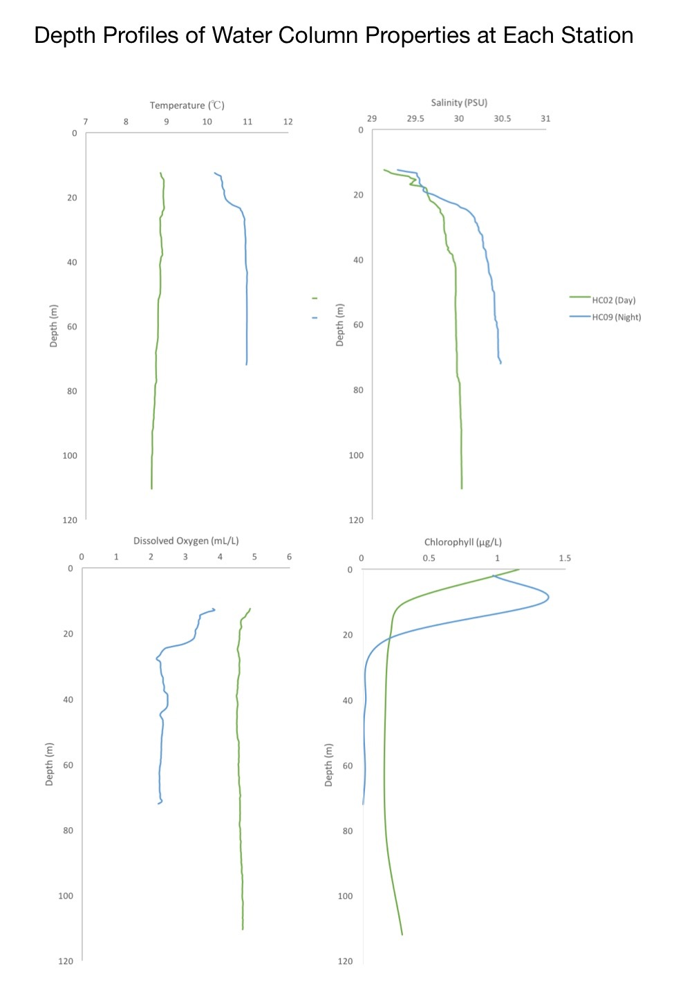 Depth Profiles of Water Column Properties at Each Station
Temperature (℃)
7 8 9 10 11 12
0
20
40
60
80
100
120
Depth (m)
Salinity (PSU)
29 29.5 30 30.5 31
0
20
40
60
80
100
120
Depth (m)
HC02 (Day)
HC09 (Night)
Dissolved Oxygen (mL/L)
0 1 2 3 4 5 6
0
20
40
60
80
100
120
Depth (m)
Chlorophyll (µg/L)
0 0.5 1 1.5
0
20
40
60
80
100
120
Depth (m)